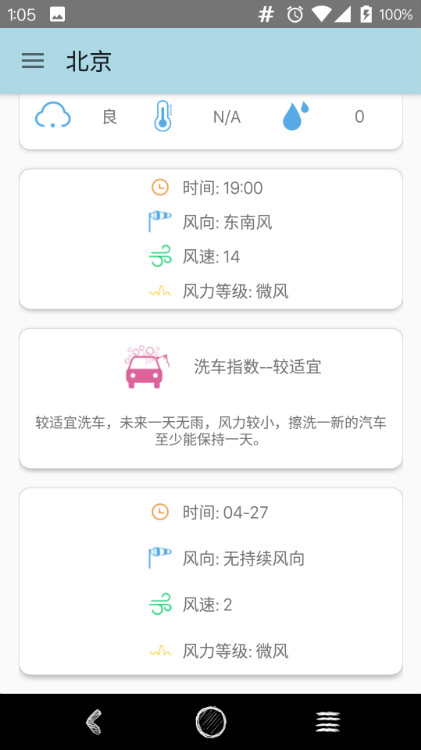 1:05
100%
北京
良
N/A
0
时间: 19:00
风向: 东南风
风速: 14
风力等级: 微风
洗车指数--较适宜
较适宜洗车，未来一天无雨，风力较小，擦洗一新的汽车
至少能保持一天。
时间: 04-27
风向: 无持续风向
风速: 2
风力等级: 微风